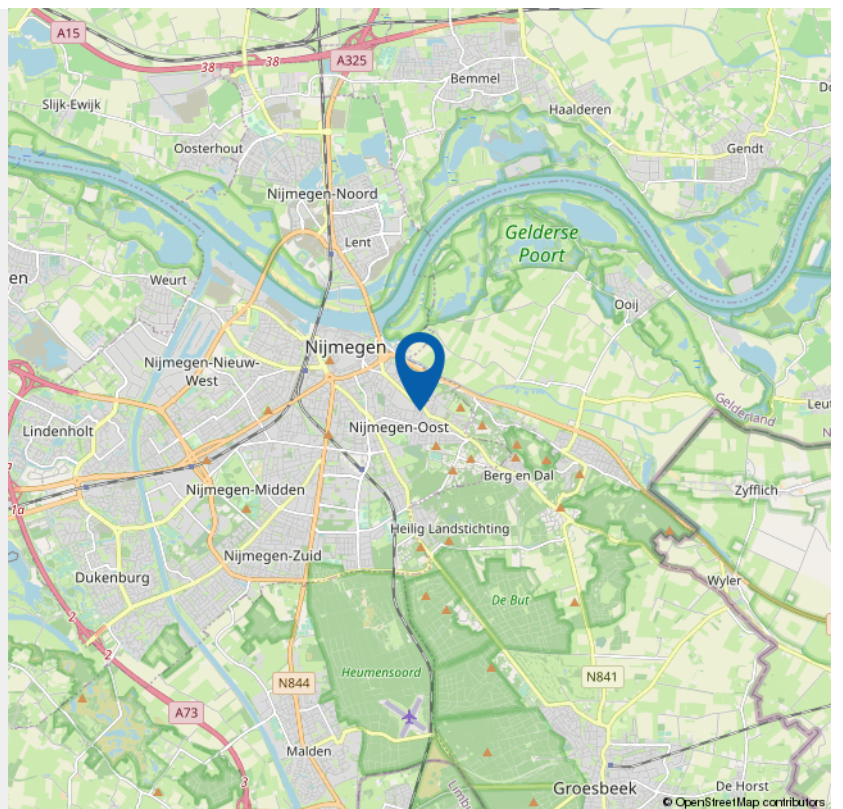 A15
38
38
A325
Bemmel
Slijk-Ewijk
Haalderen
Oosterhout
Gendt
Nijmegen-Noord
Lent
Gelderse
Poort
Weurt
Ooij
Nijmegen
Nijmegen-Nieuw-
West
Gelderland
Lindenholt
Nijmegen-Oost
Berg en Dal
Nijmegen-Midden
Zyfflich
1a
Heilig Landstichting
Nijmegen-Zuid
Dukenburg
Wyler
De But
2
2
Heumensoord
N844
N841
A73
Malden
3
Groesbeek
De Horst
© OpenStreetMap contributors